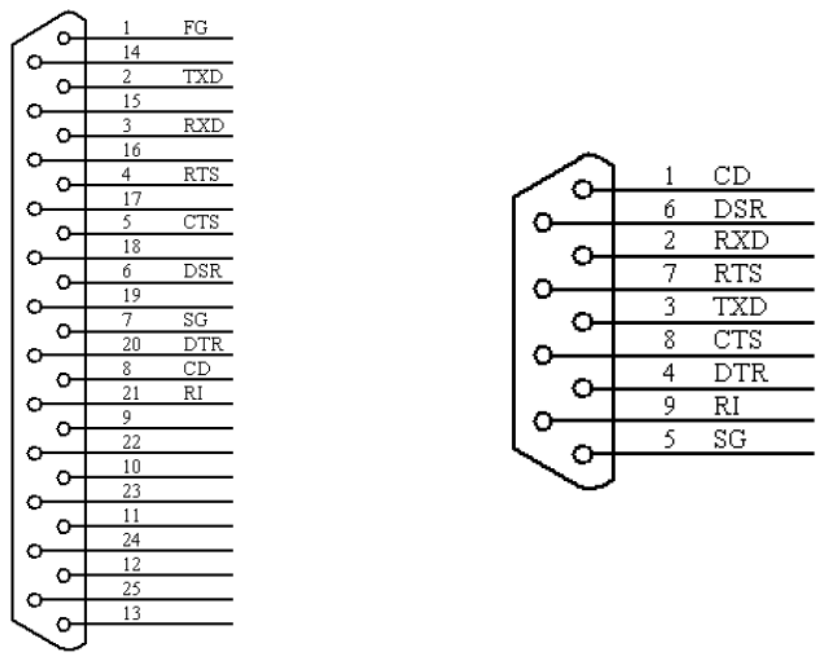 1 FG
14
2 TXD
15
3 RXD
16
4 RTS
17
5 CTS
18
6 DSR
19
7 SG
20 DTR
8 CD
21 RI
9
22
10
23
11
24
12
25
13
1 CD
6 DSR
2 RXD
7 RTS
3 TXD
8 CTS
4 DTR
9 RI
5 SG